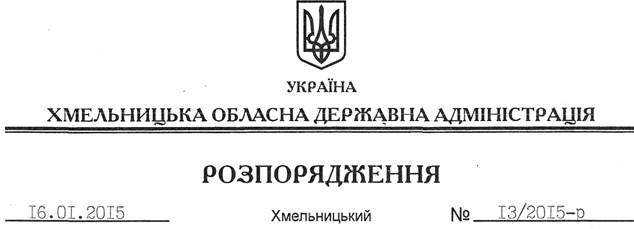 УКРАЇНА
ХМЕЛЬНИЦЬКА ОБЛАСНА ДЕРЖАВНА АДМІНІСТРАЦІЯ
РОЗПОРЯДЖЕННЯ
16.01.2015 Хмельницький № 13/2015-р